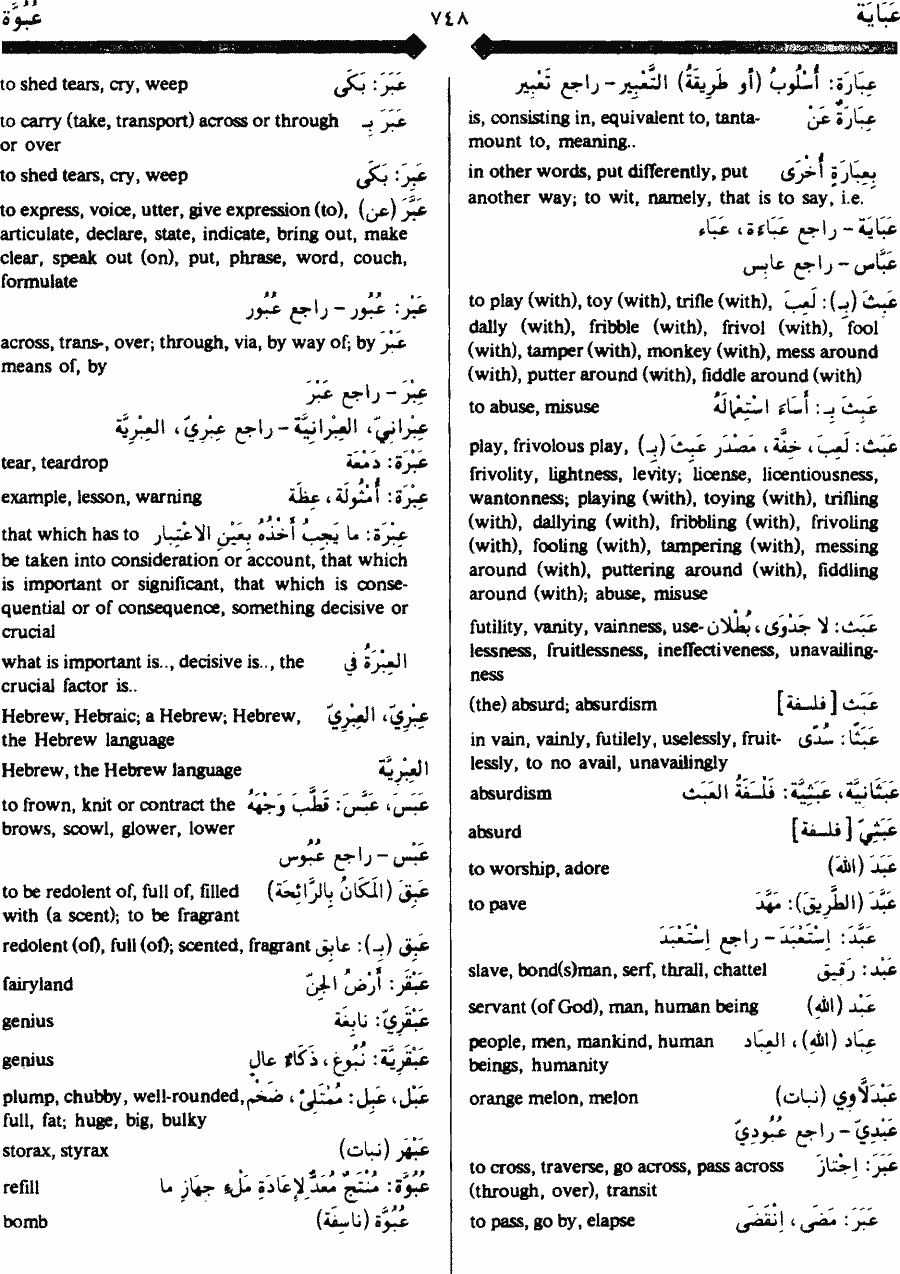 عُبُوَّة ٧٤٨ عَبَايَة
عِبَارَة: أُسْلُوبُ (أو طَرِيقَةُ) التَّعْبِير - راجع تَعْبِير
عِبَارَةٌ عَنْ is, consisting in, equivalent to, tanta-
mount to, meaning..
بِعِبَارَةٍ أُخْرَى in other words, put differently, put
another way; to wit, namely, that is to say, i.e.
عَبَايَة - راجع عَبَاءَة، عَبَاء
عَبَّاس - راجع عابِس
عَبِثَ (بِـ): لَعِبَ to play (with), toy (with), trifle (with),
dally (with), fribble (with), frivol (with), fool
(with), tamper (with), monkey (with), mess around
(with), putter around (with), fiddle around (with)
عَبِثَ بِـ: أَسَاءَ اسْتِعْمَالَهُ to abuse, misuse
عَبَث: لَعِب، خِفَّة، مَصْدَر عَبِثَ (بِـ) play, frivolous play,
frivolity, lightness, levity; license, licentiousness,
wantonness; playing (with), toying (with), trifling
(with), dallying (with), fribbling (with), frivoling
(with), fooling (with), tampering (with), messing
around (with), puttering around (with), fiddling
around (with); abuse, misuse
عَبَث: لا جَدْوَى، بُطْلان futility, vanity, vainness, use-
lessness, fruitlessness, ineffectiveness, unavailing-
ness
عَبَث [فلسفة] (the) absurd; absurdism
عَبَثًا: سُدًى in vain, vainly, futilely, uselessly, fruit-
lessly, to no avail, unavailingly
عَبَثَانِيَّة، عَبَثِيَّة: فَلْسَفَةُ العَبَث absurdism
عَبَثِيّ [فلسفة] absurd
عَبَدَ (اللهَ) to worship, adore
عَبَّدَ (الطَّرِيقَ): مَهَّدَ to pave
عَبَّدَ: إسْتَعْبَدَ - راجع إسْتَعْبَدَ
عَبْد: رَقِيق slave, bond(s)man, serf, thrall, chattel
عَبْد (اللهِ) servant (of God), man, human being
عِبَاد (اللهِ)، العِبَاد people, men, mankind, human
beings, humanity
عَبْدَلّاوِي (نبات) orange melon, melon
عَبْدِيّ - راجع عُبُودِيّ
عَبَرَ: اجْتَازَ to cross, traverse, go across, pass across
(through, over), transit
عَبَرَ: مَضَى، إنْقَضَى to pass, go by, elapse
عَبَرَ: بَكَى to shed tears, cry, weep
عَبَرَ بِـ to carry (take, transport) across or through
or over
عَبِرَ: بَكَى to shed tears, cry, weep
عَبَّرَ (عن) to express, voice, utter, give expression (to),
articulate, declare, state, indicate, bring out, make
clear, speak out (on), put, phrase, word, couch,
formulate
عَبْر: عُبُور - راجع عُبُور
عَبْرَ across, trans-, over; through, via, by way of; by
means of, by
عِبْرَ - راجع عَبْرَ
عِبْرانِيّ، العِبْرانِيَّة - راجع عِبْرِيّ، العِبْرِيَّة
عَبْرَة: دَمْعَة tear, teardrop
عِبْرَة: أُمْثُولَة، عِظَة example, lesson, warning
عِبْرَة: ما يَجِبُ أَخْذُهُ بِعَيْنِ الاعْتِبَار that which has to
be taken into consideration or account, that which
is important or significant, that which is conse-
quential or of consequence, something decisive or
crucial
العِبْرَةُ في what is important is.., decisive is.., the
crucial factor is..
عِبْرِيّ، العِبْرِيّ Hebrew, Hebraic; a Hebrew; Hebrew,
the Hebrew language
العِبْرِيَّة Hebrew, the Hebrew language
عَبَسَ، عَبَّسَ: قَطَّبَ وَجْهَهُ to frown, knit or contract the
brows, scowl, glower, lower
عَبْس - راجع عُبُوس
عَبِقَ (المَكَانُ بِالرَّائِحَة) to be redolent of, full of, filled
with (a scent); to be fragrant
عَبِق (بِـ): عابِق redolent (of), full (of); scented, fragrant
عَبْقَر: أَرْضُ الجِنّ fairyland
عَبْقَرِيّ: نابِغَة genius
عَبْقَرِيَّة: نُبُوغ، ذَكَاءٌ عالٍ genius
عَبْل، عَبِل: مُمْتَلِئ، ضَخْم plump, chubby, well-rounded,
full, fat; huge, big, bulky
عَبْهَر (نبات) storax, styrax
عُبُوَّة: مُنْتَجٌ مُعَدٌّ لِإعَادَةِ مَلْءِ جِهَازٍ ما refill
عُبُوَّة (ناسِفَة) bomb